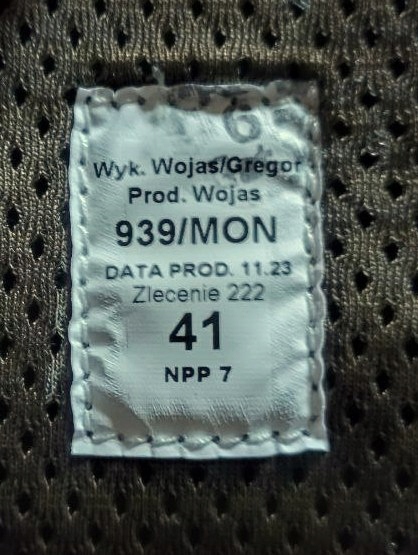 Wyk. Wojas/Gregor
Prod. Wojas
939/MON
DATA PROD. 11.23
Zlecenie 222
41
NPP 7